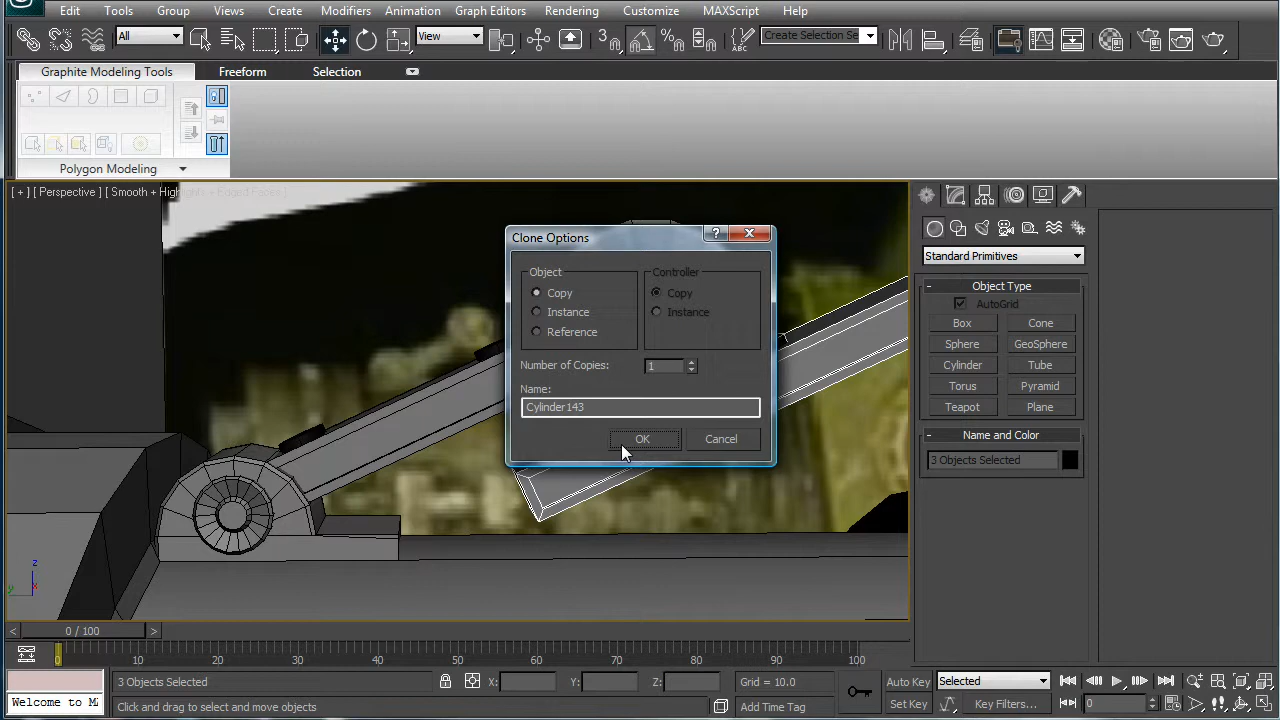 Edit Tools Group Views Create Modifiers Animation Graph Editors Rendering Customize MAXScript Help
All View 3 Create Selection Se
Graphite Modeling Tools Freeform Selection
Polygon Modeling
[ + ] [ Perspective ] [ Smooth + Highlights + Edged Faces ]
Clone Options
Object
Copy
Instance
Reference
Controller
Copy
Instance
Number of Copies: 1
Name:
Cylinder143
OK Cancel
Standard Primitives
- Object Type
AutoGrid
Box Cone
Sphere GeoSphere
Cylinder Tube
Torus Pyramid
Teapot Plane
- Name and Color
3 Objects Selected
z
y x
< 0 / 100 >
0 10 20 30 40 50 60 70 80 90 100
3 Objects Selected X: Y: Z: Grid = 10.0 Auto Key Selected
Welcome to M Click and drag to select and move objects Add Time Tag Set Key Key Filters... 0